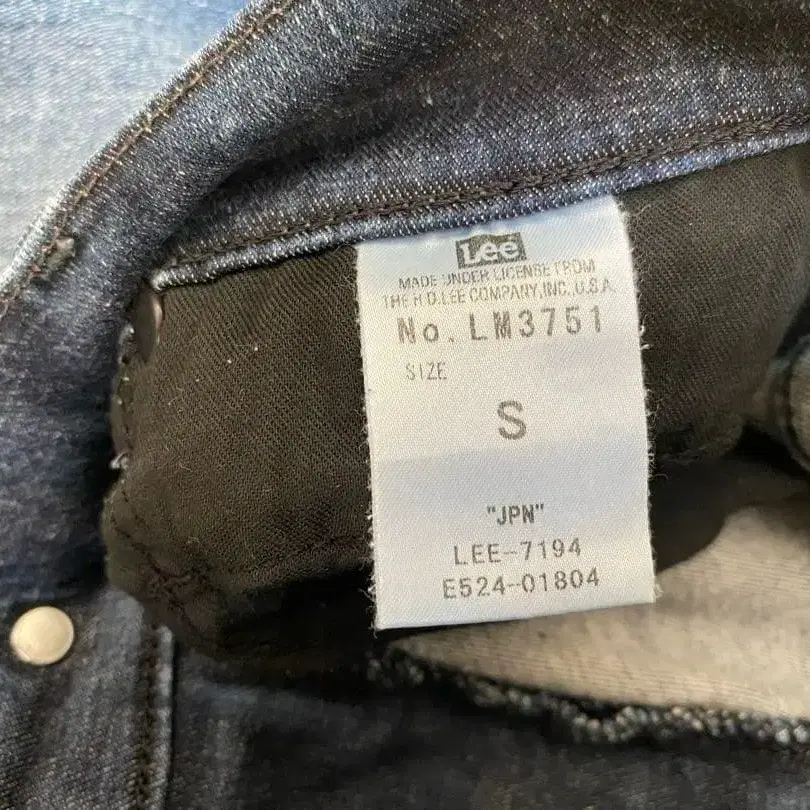 Lee
MADE UNDER LICENSE FROM
THE H.D.LEE COMPANY,INC.,U.S.A.
No. LM3751
SIZE
S
"JPN"
LEE-7194
E524-01804